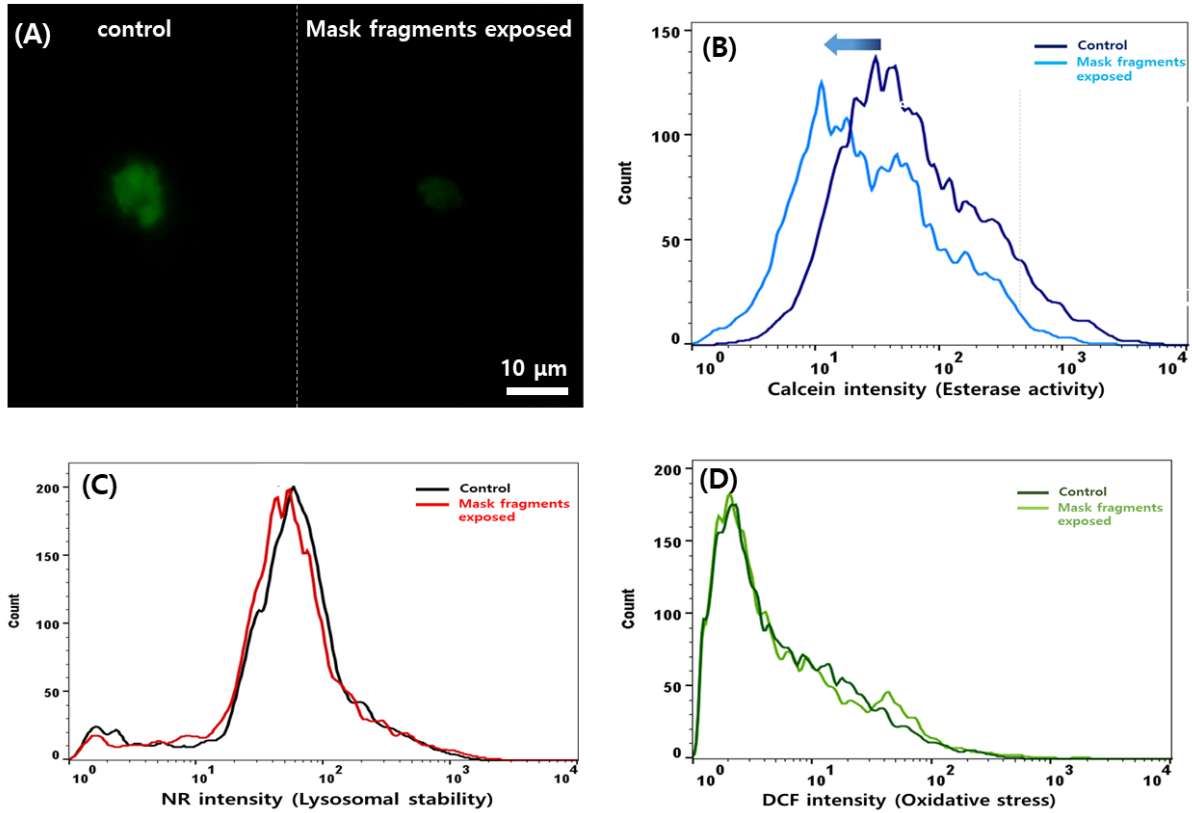 (A)
control
Mask fragments exposed
10 µm
(B)
Control
Mask fragments
exposed
150
100
50
0
Count
10⁰ 10¹ 10² 10³ 10⁴
Calcein intensity (Esterase activity)
(C)
Control
Mask fragments
exposed
200
150
100
50
0
Count
10⁰ 10¹ 10² 10³ 10⁴
NR intensity (Lysosomal stability)
(D)
Control
Mask fragments
exposed
200
150
100
50
0
Count
10⁰ 10¹ 10² 10³ 10⁴
DCF intensity (Oxidative stress)